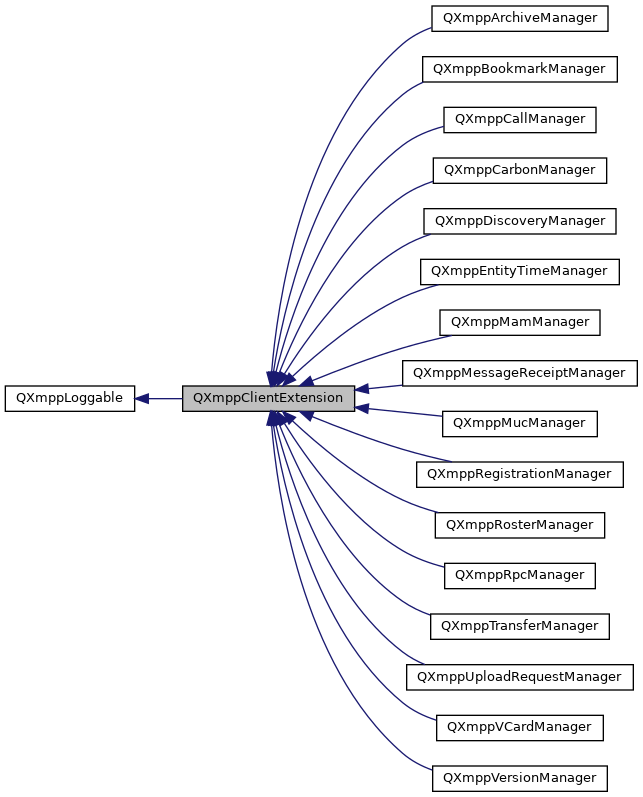 QXmppArchiveManager
QXmppBookmarkManager
QXmppCallManager
QXmppCarbonManager
QXmppDiscoveryManager
QXmppEntityTimeManager
QXmppMamManager
QXmppMessageReceiptManager
QXmppLoggable
QXmppClientExtension
QXmppMucManager
QXmppRegistrationManager
QXmppRosterManager
QXmppRpcManager
QXmppTransferManager
QXmppUploadRequestManager
QXmppVCardManager
QXmppVersionManager